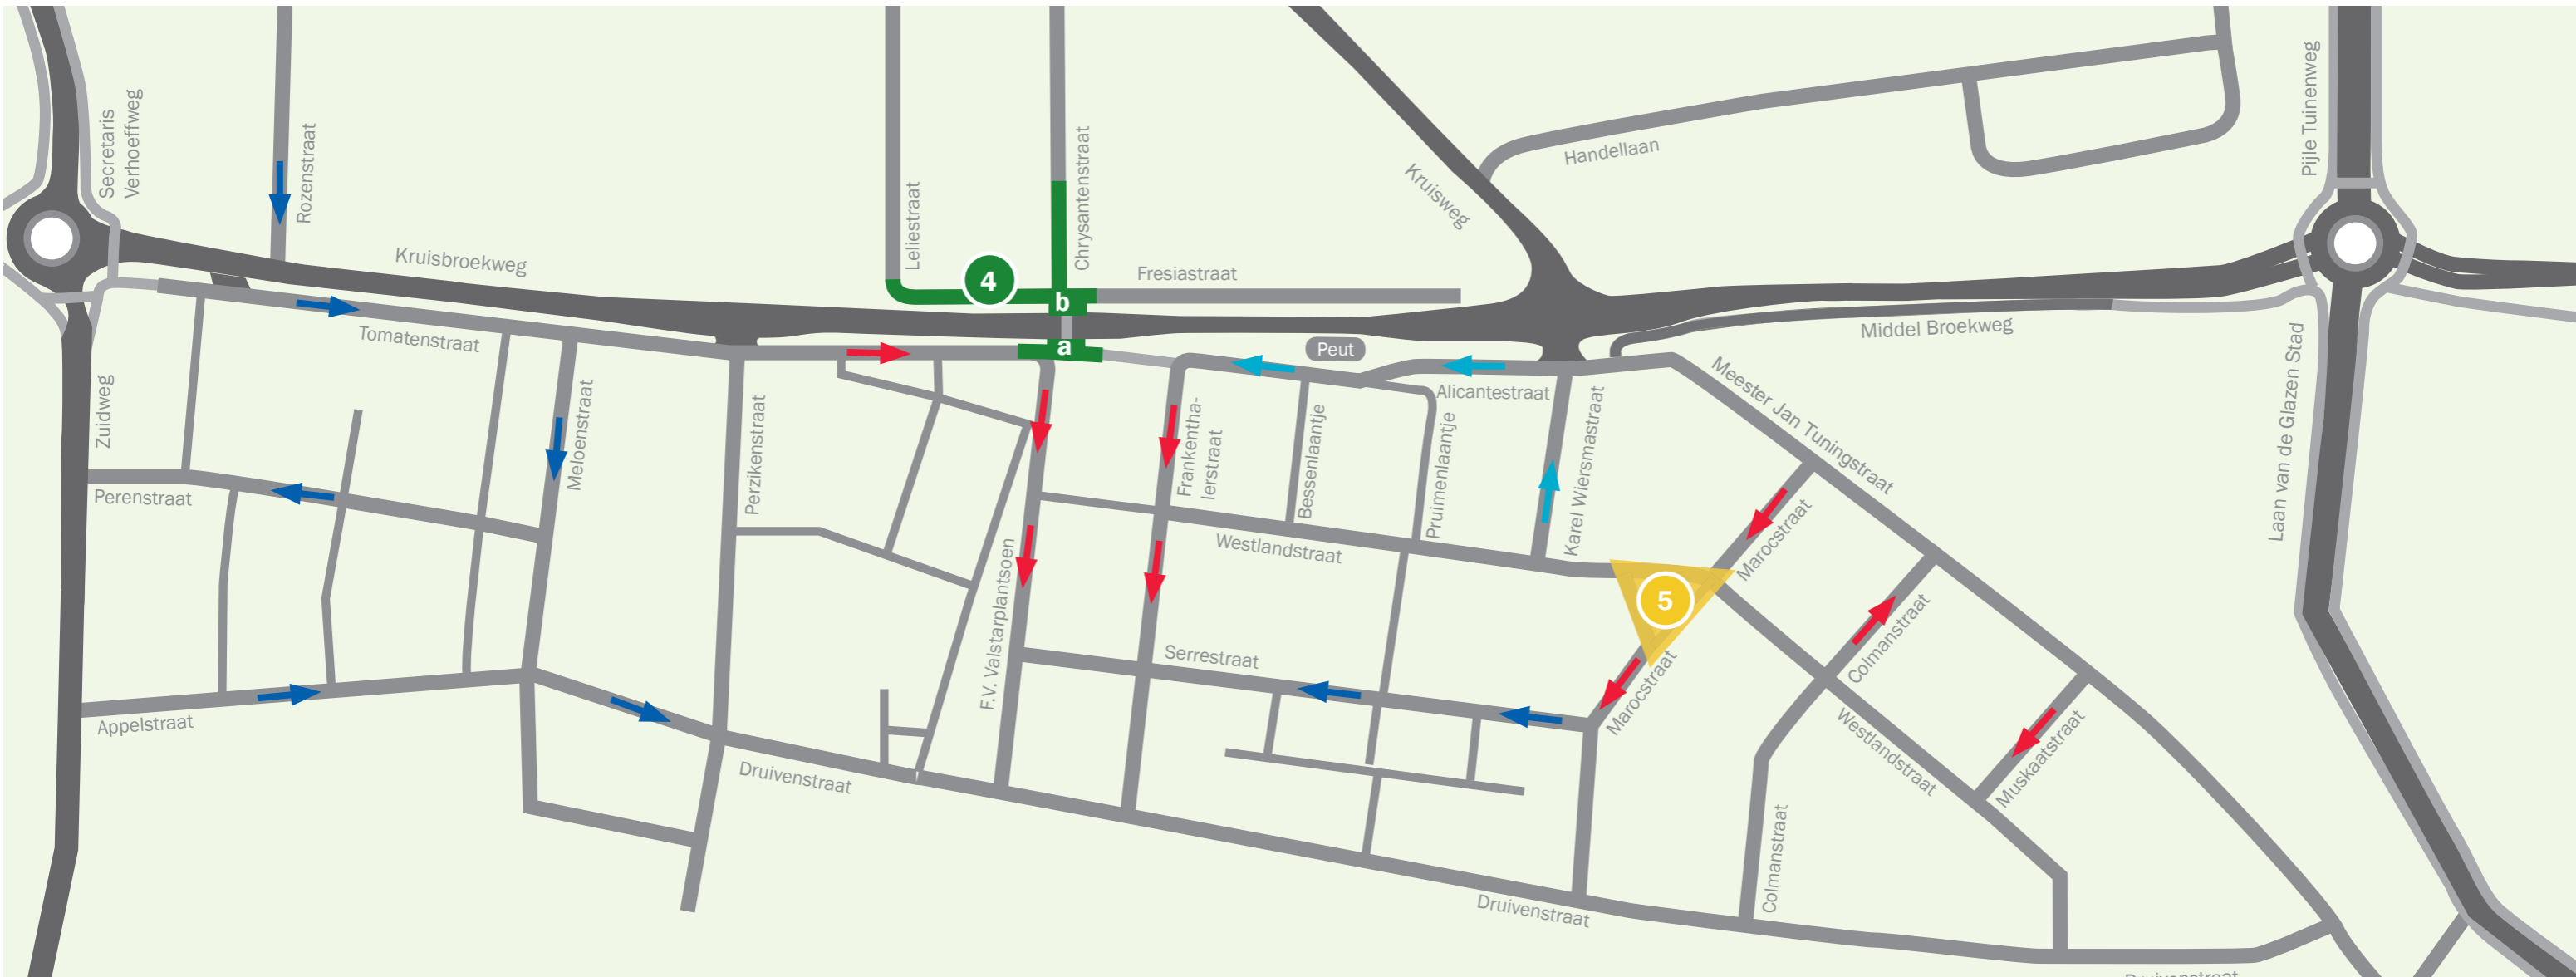 Secretaris
Verhoeffweg
Rozenstraat
Kruisbroekweg
Leliestraat
4
Chrysantenstraat
b
a
Fresiastraat
Kruisweg
Handellaan
Pijle Tuinenweg
Tomatenstraat
Zuidweg
Meloenstraat
Perzikenstraat
Perenstraat
Appelstraat
Druivenstraat
F.V. Valstarplantsoen
Frankentha-
lerstraat
Bessenlaantje
Peut
Pruimenlaantje
Alicantestraat
Karel Wiersmastraat
Westlandstraat
Serrestraat
Middel Broekweg
Meester Jan Tuningstraat
Marocstraat
5
Marocstraat
Colmanstraat
Westlandstraat
Muskaatstraat
Colmanstraat
Druivenstraat
Laan van de Glazen Stad